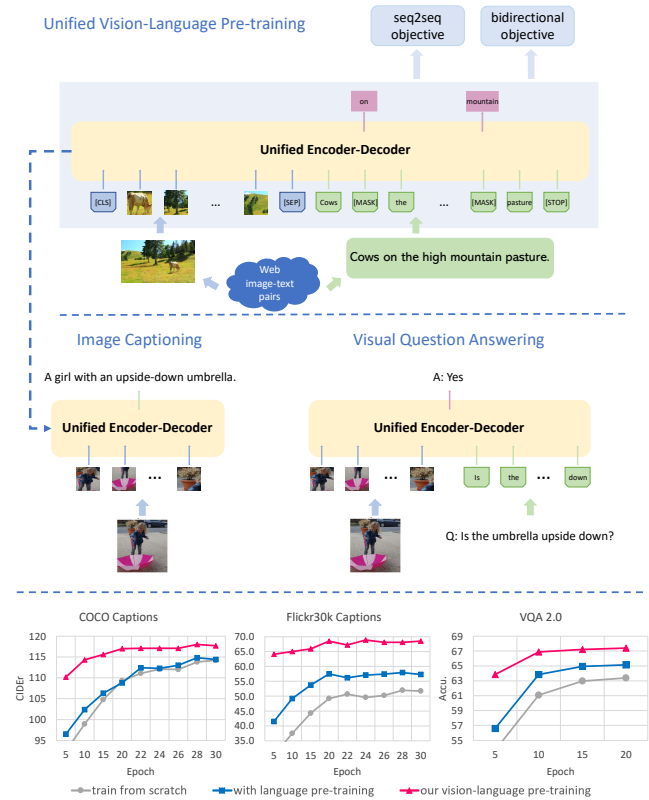 Unified Vision-Language Pre-training
seq2seq
objective
bidirectional
objective
on
mountain
Unified Encoder-Decoder
[CLS]
...
[SEP]
Cows
[MASK]
the
...
[MASK]
pasture
[STOP]
Web
image-text
pairs
Cows on the high mountain pasture.
Image Captioning
Visual Question Answering
A girl with an upside-down umbrella.
A: Yes
Unified Encoder-Decoder
Unified Encoder-Decoder
...
...
Is
the
...
down
Q: Is the umbrella upside down?
COCO Captions
CIDEr
120
115
110
105
100
95
5 10 15 20 22 24 26 28 30
Epoch
Flickr30k Captions
70.0
65.0
60.0
55.0
50.0
45.0
40.0
35.0
5 10 15 20 22 24 26 28 30
Epoch
VQA 2.0
Accu.
69
67
65
63
61
59
57
55
5 10 15 20
Epoch
train from scratch
with language pre-training
our vision-language pre-training